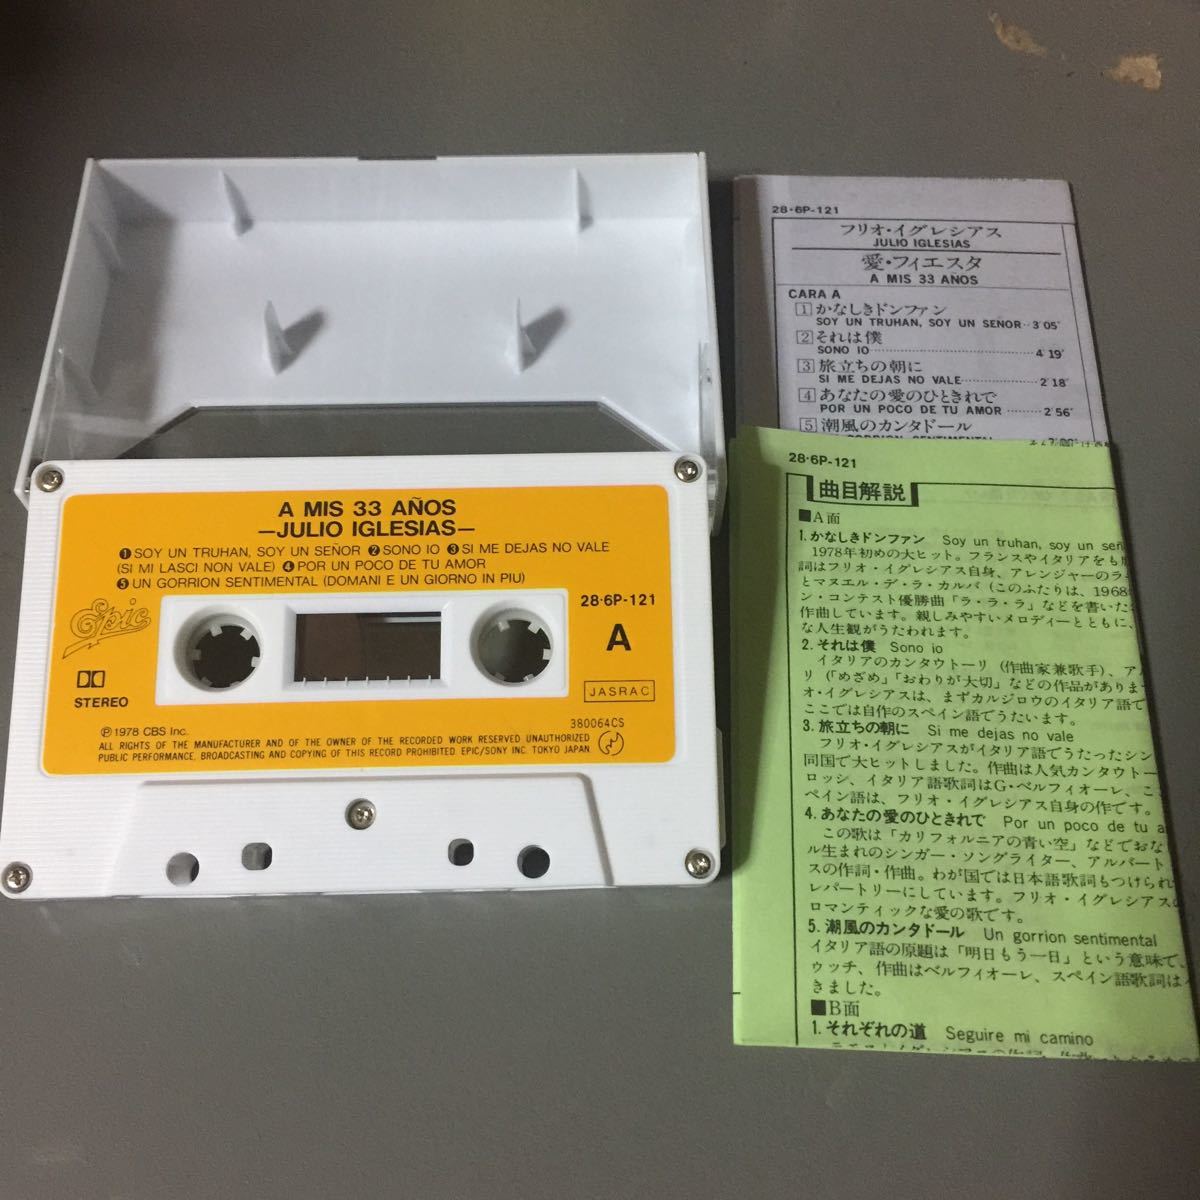 A MIS 33 AÑOS
—JULIO IGLESIAS—
❶ SOY UN TRUHAN, SOY UN SEÑOR ❷ SONO IO ❸ SI ME DEJAS NO VALE
(SI MI LASCI NON VALE) ❹ POR UN POCO DE TU AMOR
❺ UN GORRION SENTIMENTAL (DOMANI E UN GIORNO IN PIU)
Epic
28·6P-121
A
STEREO
JASRAC
℗ 1978 CBS Inc.
380064CS
ALL RIGHTS OF THE MANUFACTURER AND OF THE OWNER OF THE RECORDED WORK RESERVED UNAUTHORIZED
PUBLIC PERFORMANCE, BROADCASTING AND COPYING OF THIS RECORD PROHIBITED. EPIC/SONY INC. TOKYO JAPAN
28·6P-121
フリオ・イグレシアス
JULIO IGLESIAS
愛・フィエスタ
A MIS 33 AÑOS
CARA A
1 かなしきドンファン
SOY UN TRUHAN, SOY UN SENOR‥3′05″
2 それは僕
SONO IO‥‥4′19″
3 旅立ちの朝に
SI ME DEJAS NO VALE‥‥2′18″
4 あなたの愛のひときれで
POR UN POCO DE TU AMOR‥‥2′56″
5 潮風のカンタドール
GORRION SENTIMENTAL
28·6P-121
曲目解説
■A面
1. かなしきドンファン Soy un truhan, soy un señ
1978年初めの大ヒット。フランスやイタリアをも
詞はフリオ・イグレシアス自身、アレンジャーのラ
とマヌエル・デ・ラ・カルバ（このふたりは、1968
ン・コンテスト優勝曲「ラ・ラ・ラ」などを書いた
作曲しています。親しみやすいメロディーとともに、
な人生観がうたわれます。
2. それは僕 Sono io
イタリアのカンタウトーリ（作曲家兼歌手）、ア
リ（「めざめ」「おわりが大切」などの作品がありま
オ・イグレシアスは、まずカルジロウのイタリア語で
ここでは自作のスペイン語でうたいます。
3. 旅立ちの朝に Si me dejas no vale
フリオ・イグレシアスがイタリア語でうたったシン
同国で大ヒットしました。作曲は人気カンタウトー
ロッシ、イタリア語歌詞はG・ベルフィオーレ、こ
ペイン語は、フリオ・イグレシアス自身の作です。
4. あなたの愛のひときれで Por un poco de tu a
この歌は「カリフォルニアの青い空」などでおな
ル生まれのシンガー・ソングライター、アルバート
スの作詞・作曲。わが国では日本語歌詞もつけられ
レパートリーにしています。フリオ・イグレシアスの
ロマンティックな愛の歌です。
5. 潮風のカンタドール Un gorrion sentimental
イタリア語の原題は「明日もう一日」という意味で、
ゥッチ、作曲はベルフィオーレ、スペイン語歌詞は
きました。
■B面
1. それぞれの道 Seguire mi camino